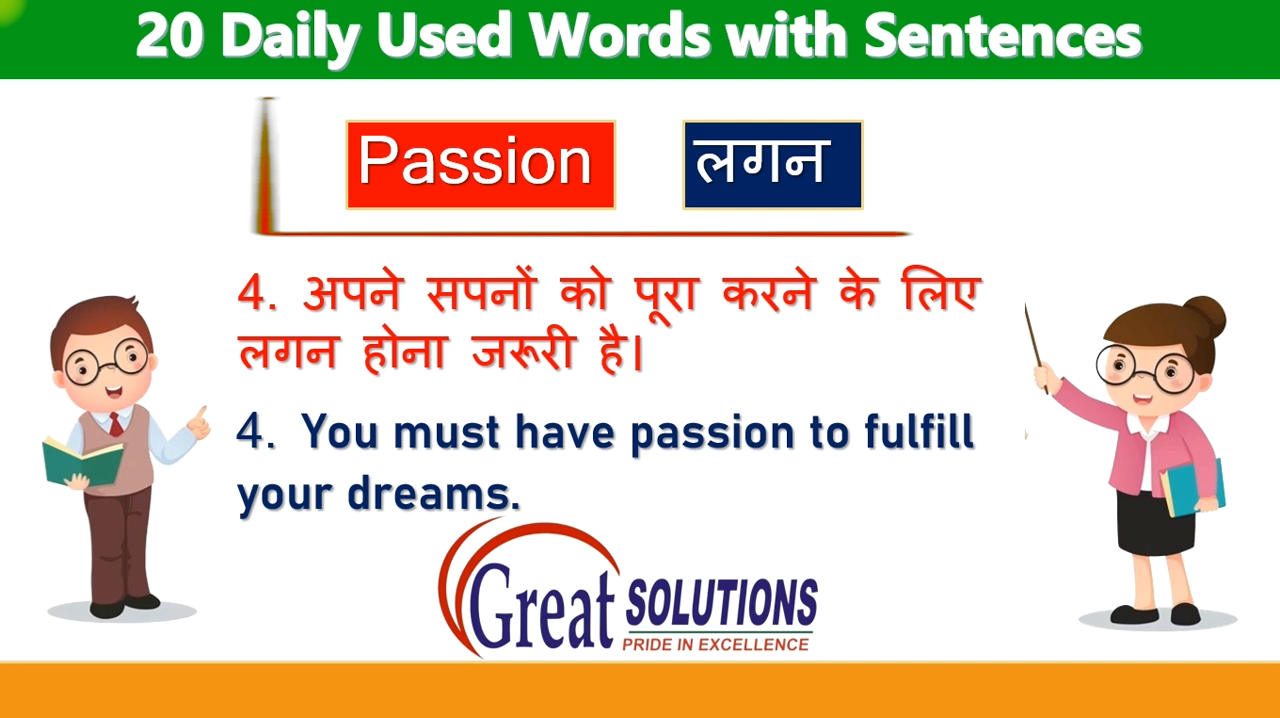 20 Daily Used Words with Sentences
Passion लगन
4. अपने सपनों को पूरा करने के लिए
लगन होना जरूरी है।
4. You must have passion to fulfill
your dreams.
Great SOLUTIONS
PRIDE IN EXCELLENCE